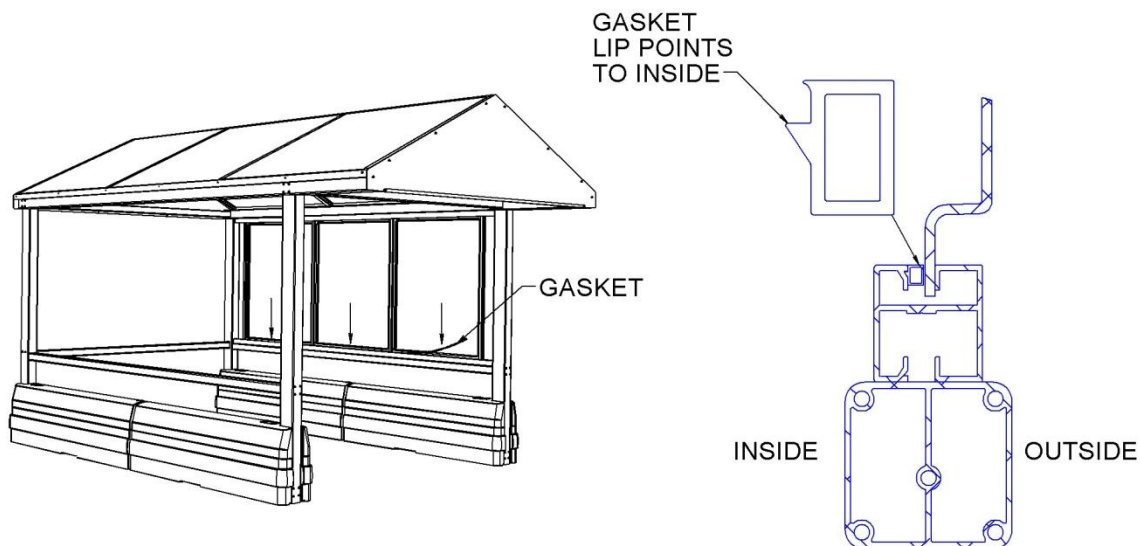 GASKET
LIP POINTS
TO INSIDE
GASKET
INSIDE
OUTSIDE